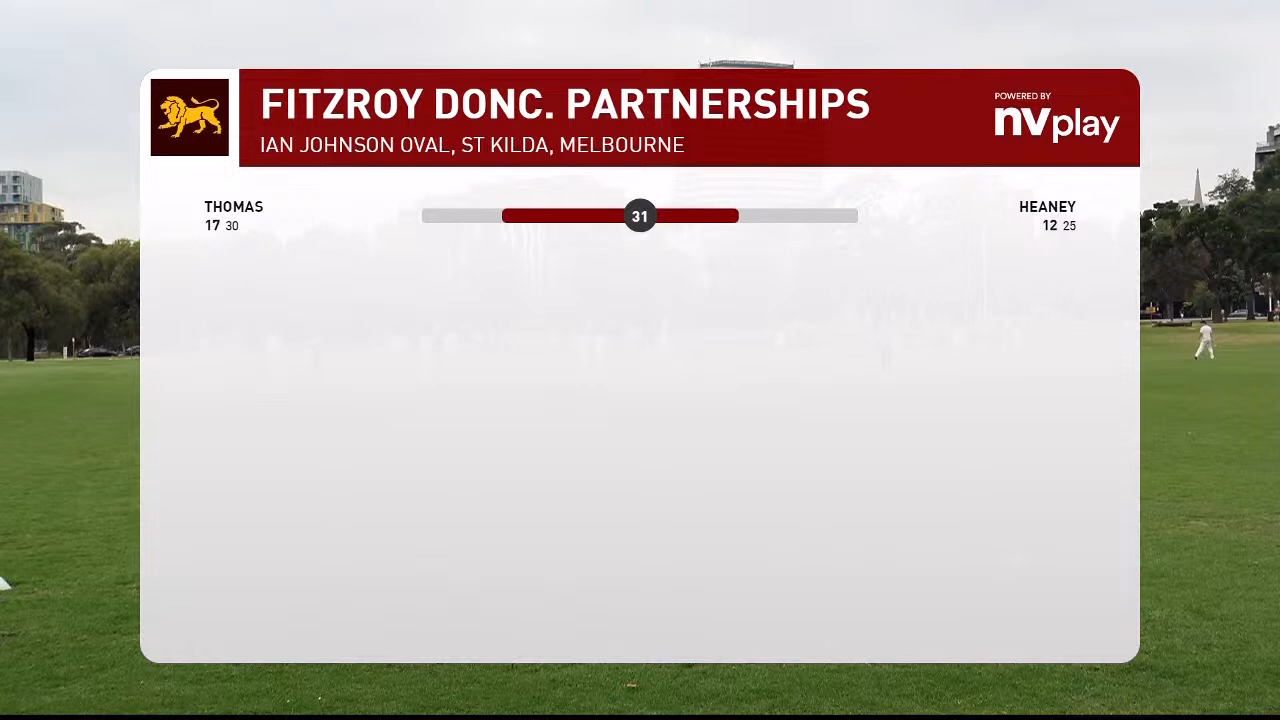 FITZROY DONC. PARTNERSHIPS
IAN JOHNSON OVAL, ST KILDA, MELBOURNE
POWERED BY
nvplay
THOMAS
17 30
31
HEANEY
12 25